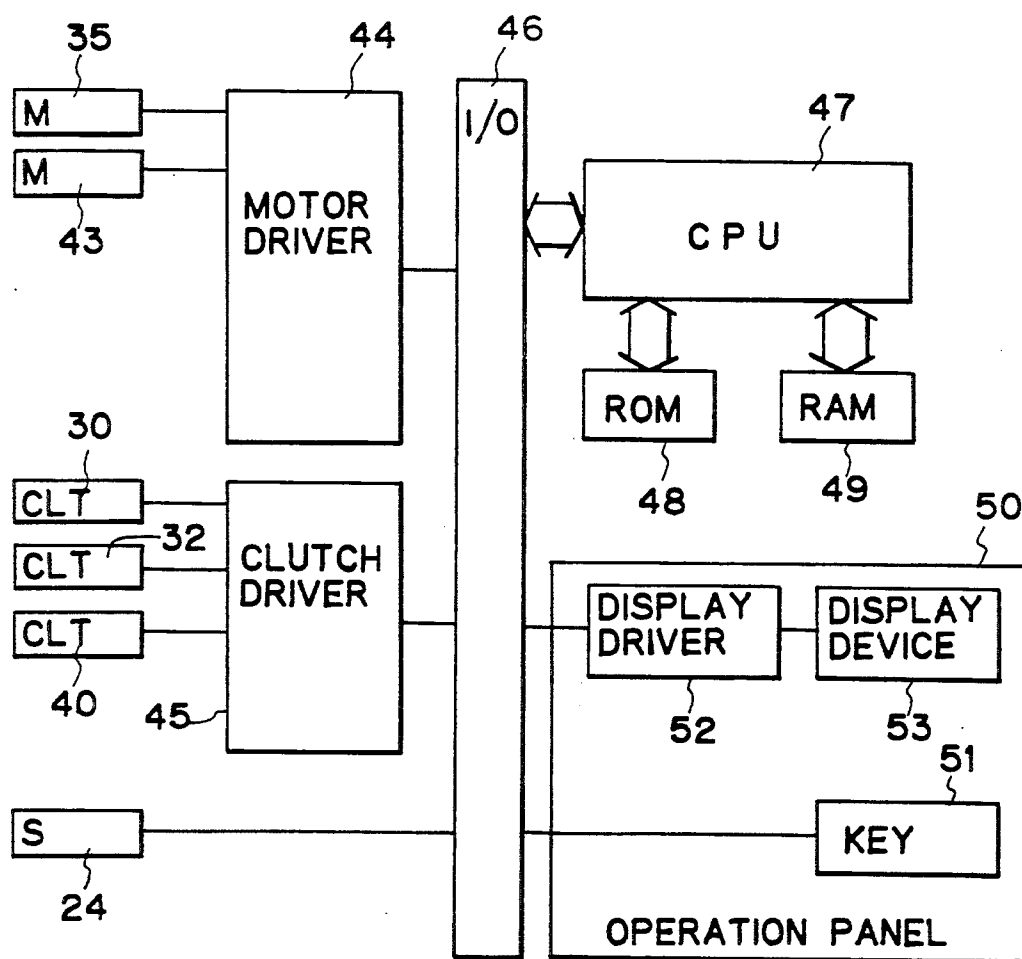 35
44
46
M
I/O
47
M
43
MOTOR
DRIVER
CPU
ROM
RAM
30
48
49
CLT
50
32
CLT
CLUTCH
DRIVER
DISPLAY
DRIVER
DISPLAY
DEVICE
CLT
40
45
52
53
51
S
KEY
24
OPERATION PANEL